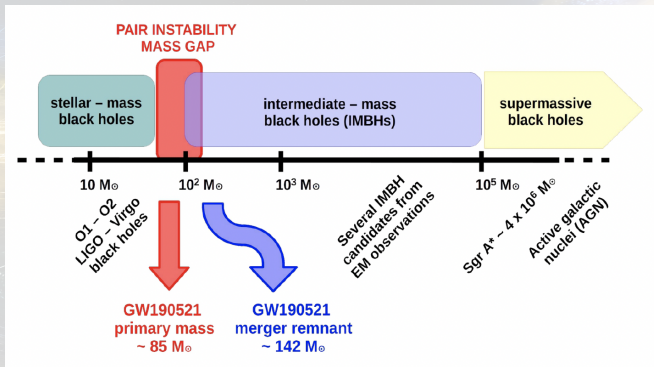 PAIR INSTABILITY
MASS GAP
stellar – mass
black holes
intermediate – mass
black holes (IMBHs)
supermassive
black holes
10 M☉
10² M☉
10³ M☉
10⁵ M☉
O1 – O2
LIGO – Virgo
black holes
Several IMBH
candidates from
EM observations
Sgr A* ~ 4 x 10⁶ M☉
Active galactic
nuclei (AGN)
GW190521
primary mass
~ 85 M☉
GW190521
merger remnant
~ 142 M☉